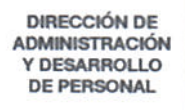 DIRECCIÓN DE
ADMINISTRACIÓN
Y DESARROLLO
DE PERSONAL